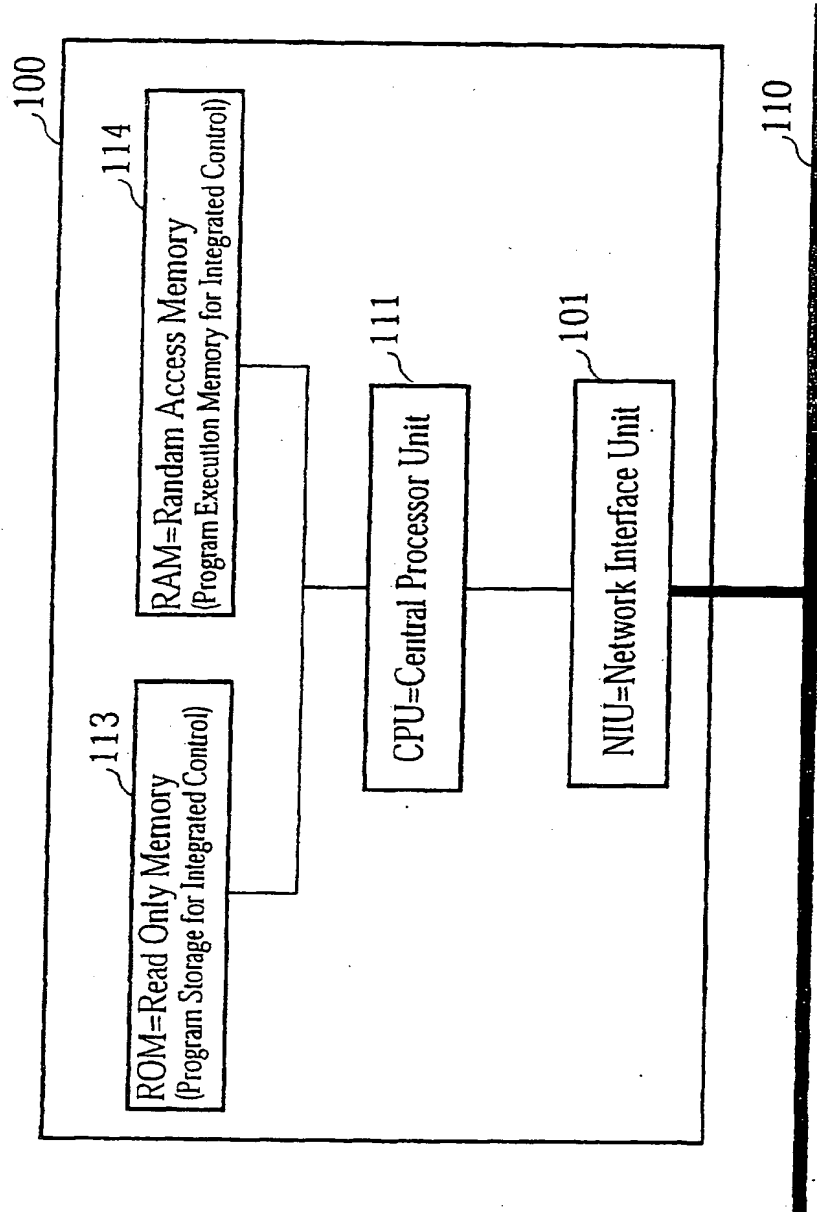 100
113
114
ROM=Read Only Memory
(Program Storage for Integrated Control)
RAM=Randam Access Memory
(Program Execution Memory for Integrated Control)
111
CPU=Central Processor Unit
101
NIU=Network Interface Unit
110